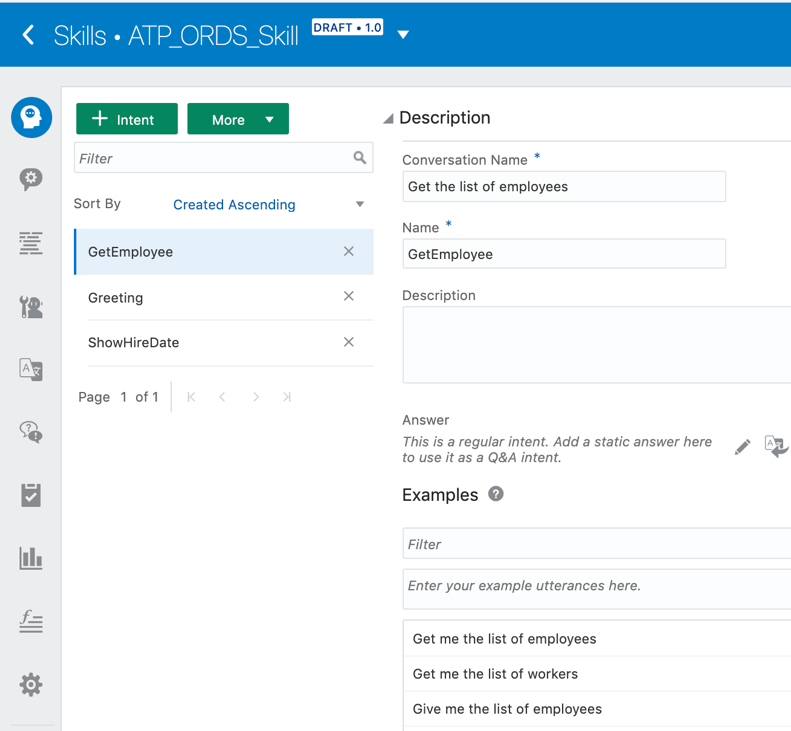 Skills • ATP_ORDS_Skill DRAFT • 1.0
+ Intent
More
Filter
Sort By Created Ascending
GetEmployee
Greeting
ShowHireDate
Page 1 of 1
Description
Conversation Name *
Get the list of employees
Name *
GetEmployee
Description
Answer
This is a regular intent. Add a static answer here
to use it as a Q&A intent.
Examples ?
Filter
Enter your example utterances here.
Get me the list of employees
Get me the list of workers
Give me the list of employees